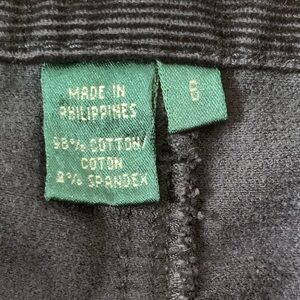 MADE IN
PHILIPPINES
98% COTTON/
COTON
2% SPANDEX
6